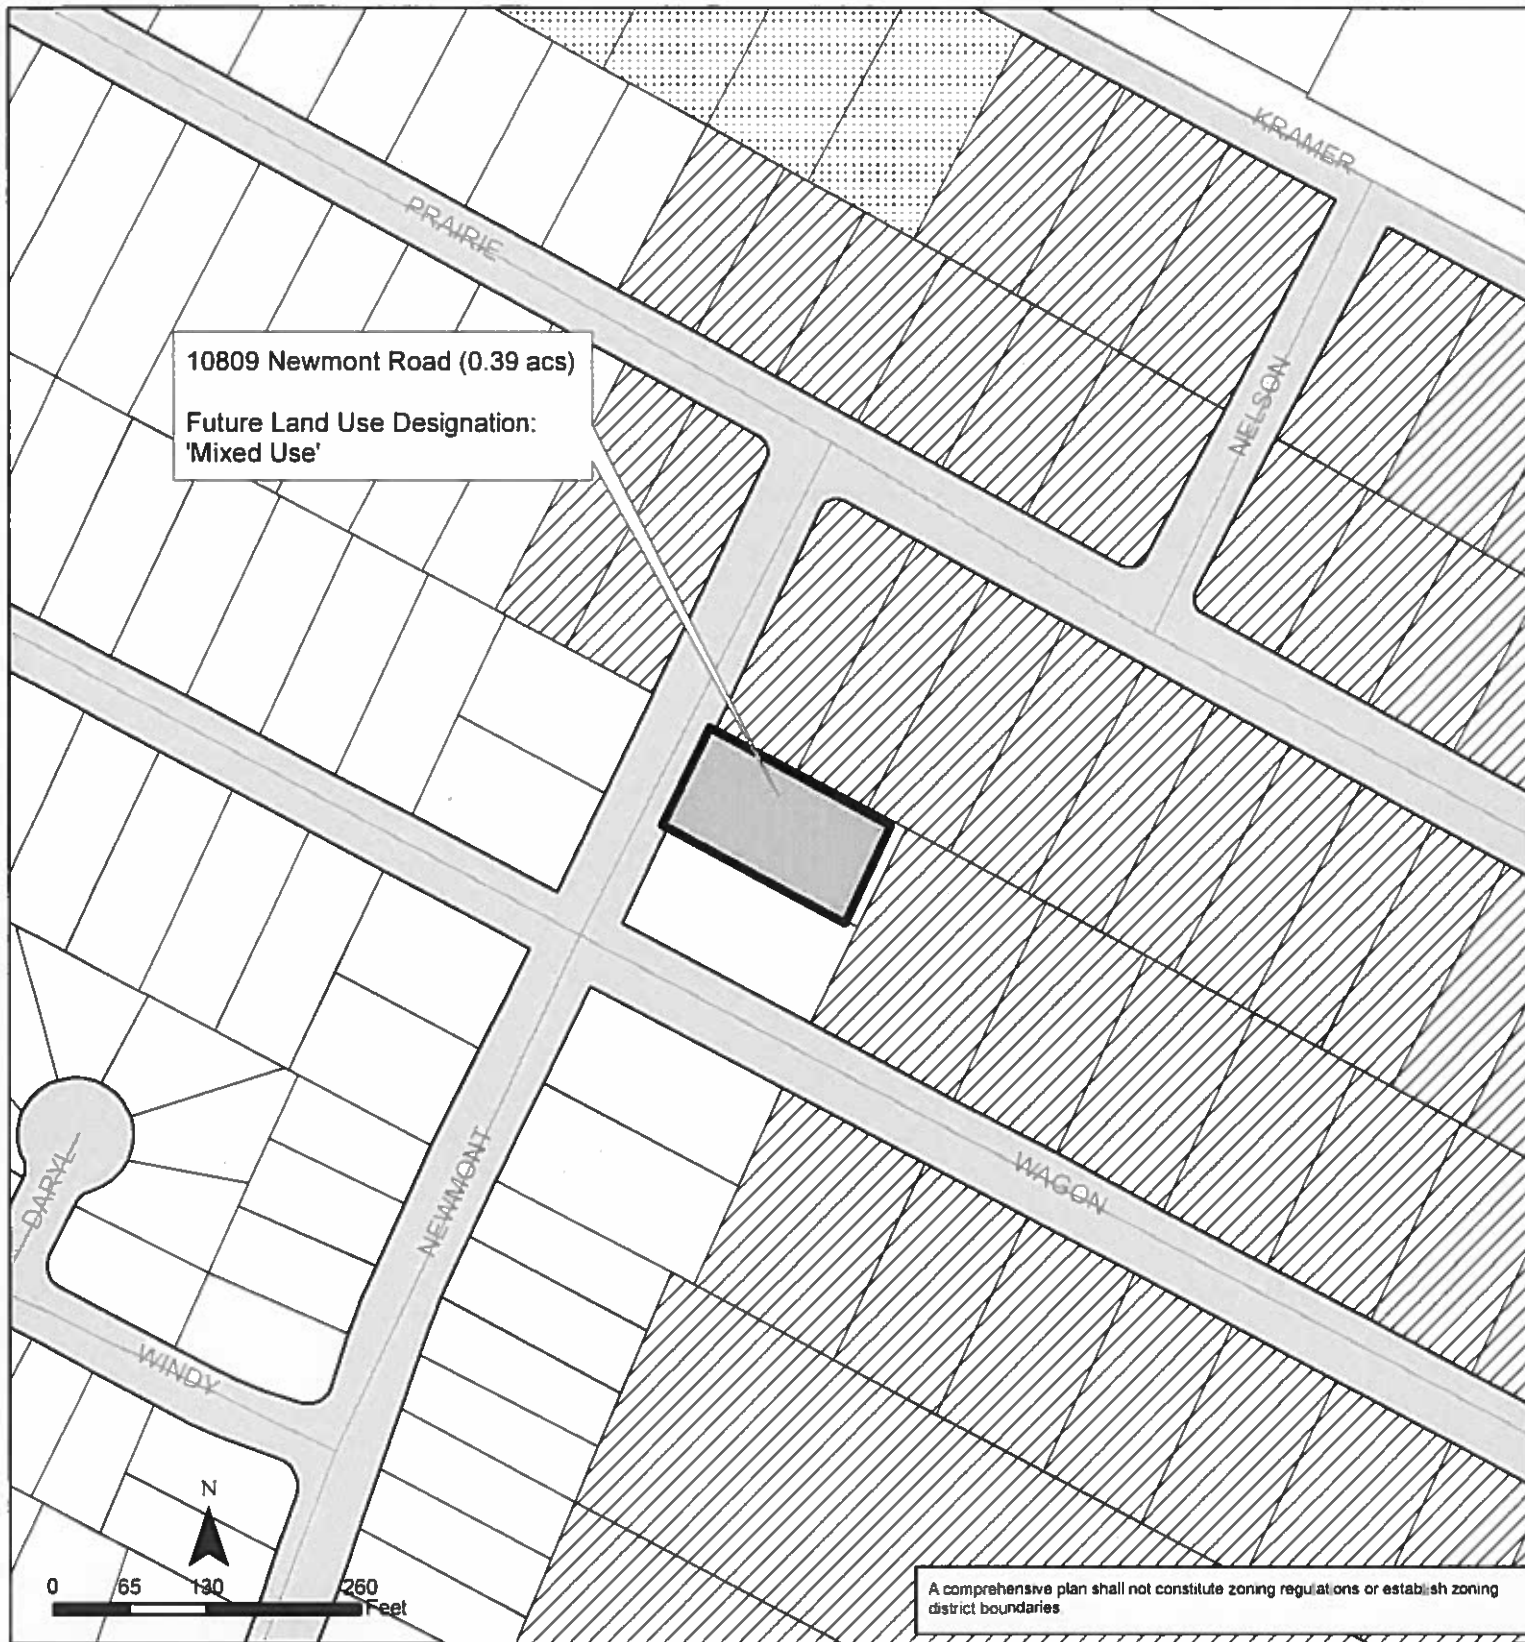 KRAMER
PRAIRIE
10809 Newmont Road (0.39 acs)
Future Land Use Designation:
'Mixed Use'
NELSON
NEWMONT
WAGON
DARYL
WINDY
N
0 65 130 260
Feet
A comprehensive plan shall not constitute zoning regulations or establish zoning
district boundaries